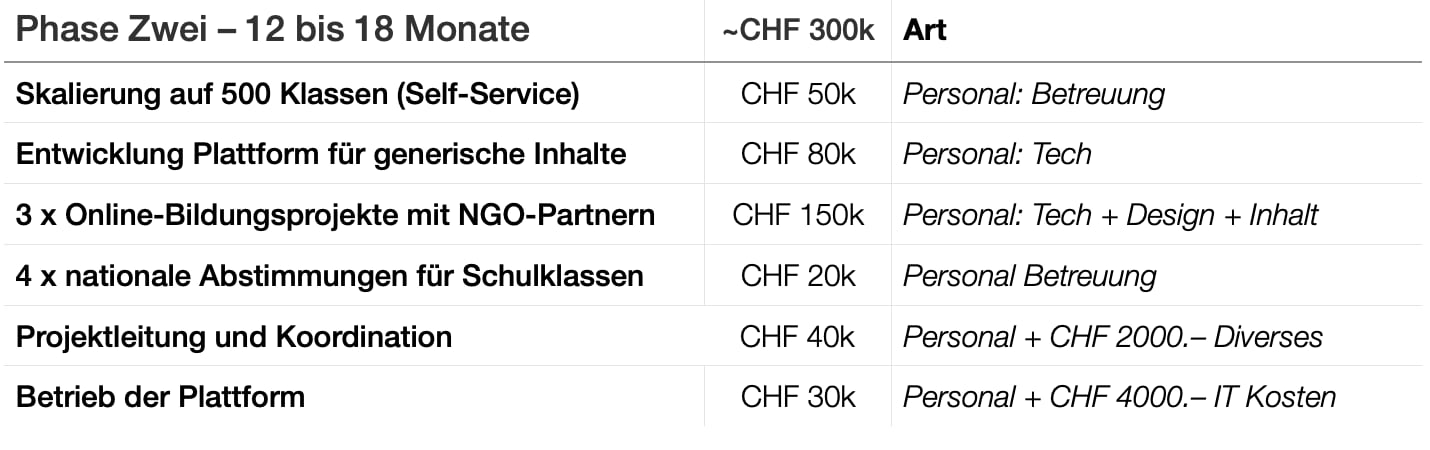 Phase Zwei – 12 bis 18 Monate ~CHF 300k Art
Skalierung auf 500 Klassen (Self-Service) CHF 50k Personal: Betreuung
Entwicklung Plattform für generische Inhalte CHF 80k Personal: Tech
3 x Online-Bildungsprojekte mit NGO-Partnern CHF 150k Personal: Tech + Design + Inhalt
4 x nationale Abstimmungen für Schulklassen CHF 20k Personal Betreuung
Projektleitung und Koordination CHF 40k Personal + CHF 2000.– Diverses
Betrieb der Plattform CHF 30k Personal + CHF 4000.– IT Kosten